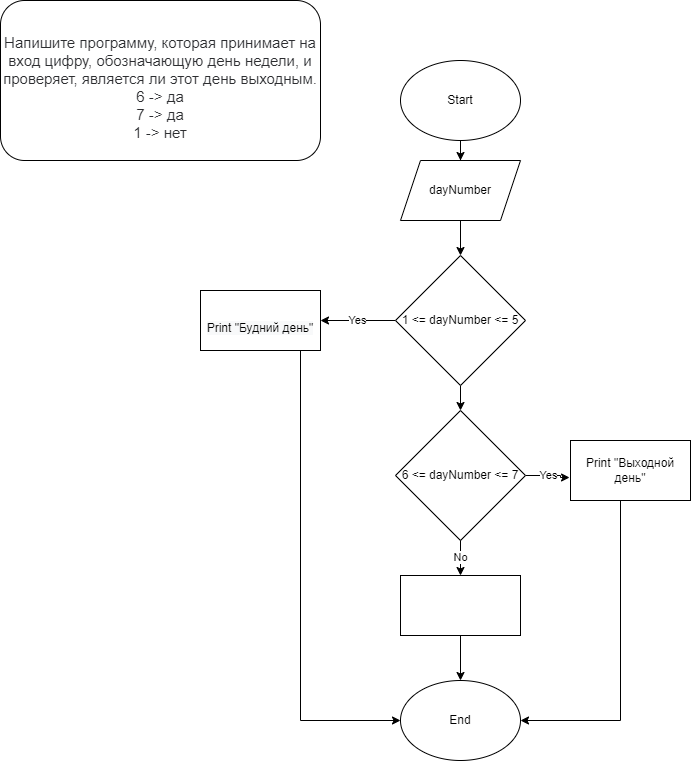 Напишите программу, которая принимает на
вход цифру, обозначающую день недели, и
проверяет, является ли этот день выходным.
6 -> да
7 -> да
1 -> нет
Start
dayNumber
1 <= dayNumber <= 5
Yes
Print "Будний день"
6 <= dayNumber <= 7
Yes
Print "Выходной
день"
No
End